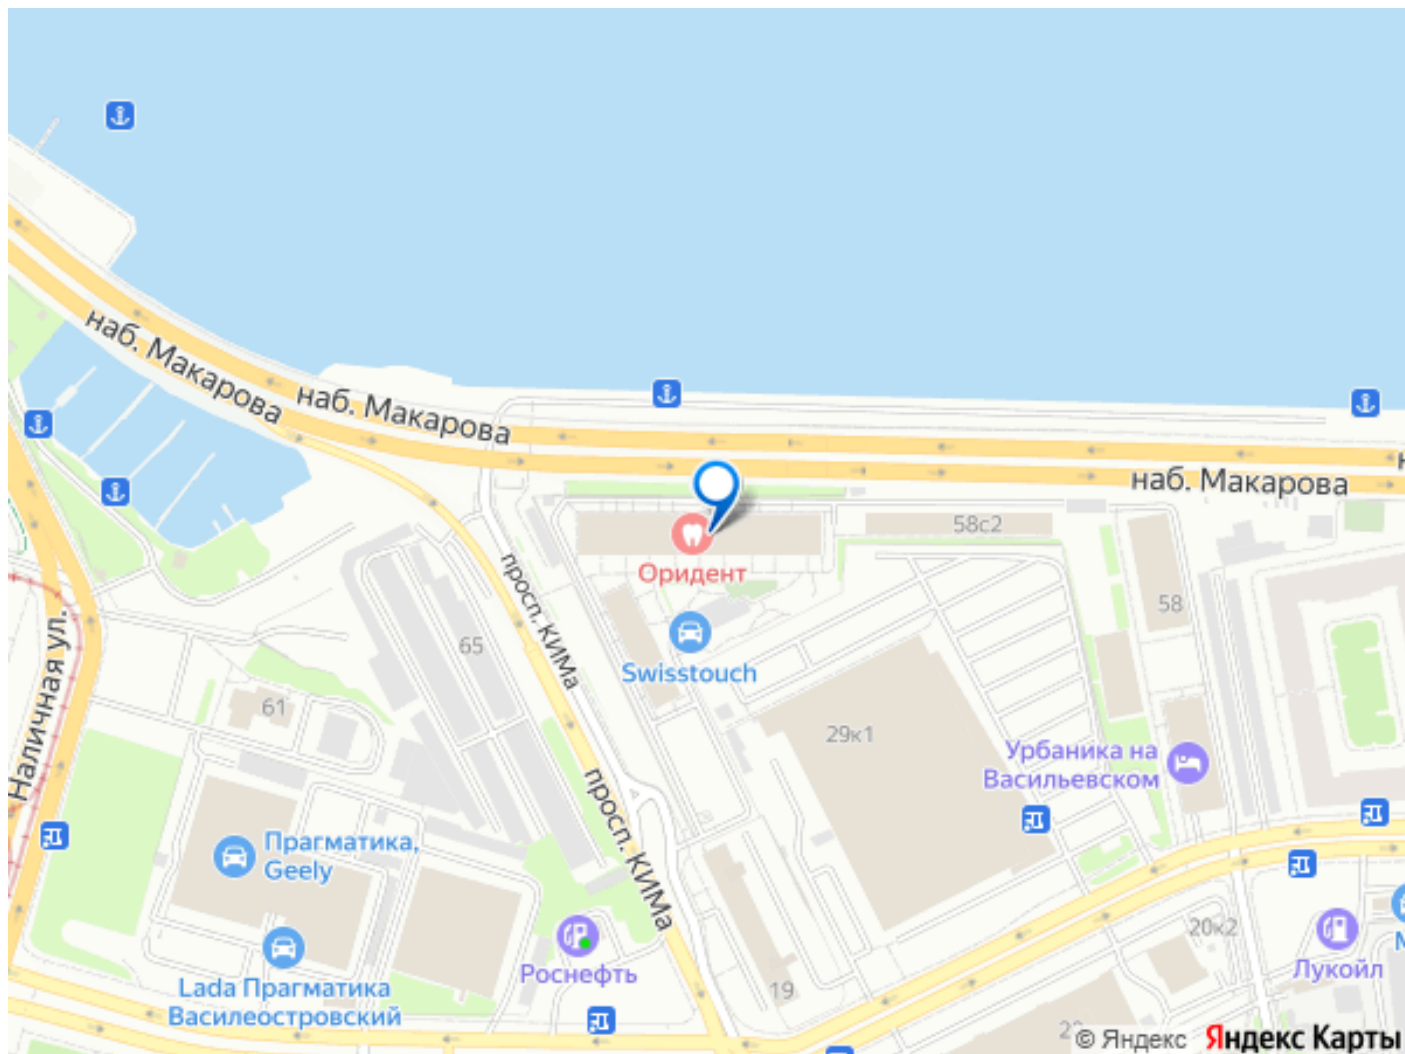 наб. Макарова
наб. Макарова
наб. Макарова
58с2
Оридент
просп. КИМа
58
Swisstouch
65
Наличная ул.
61
29к1
Урбаника на
Васильевском
просп. КИМа
Прагматика,
Geely
20к2
Роснефть
Лукойл
Lada Прагматика
Василеостровский
19
© Яндекс Яндекс Карты